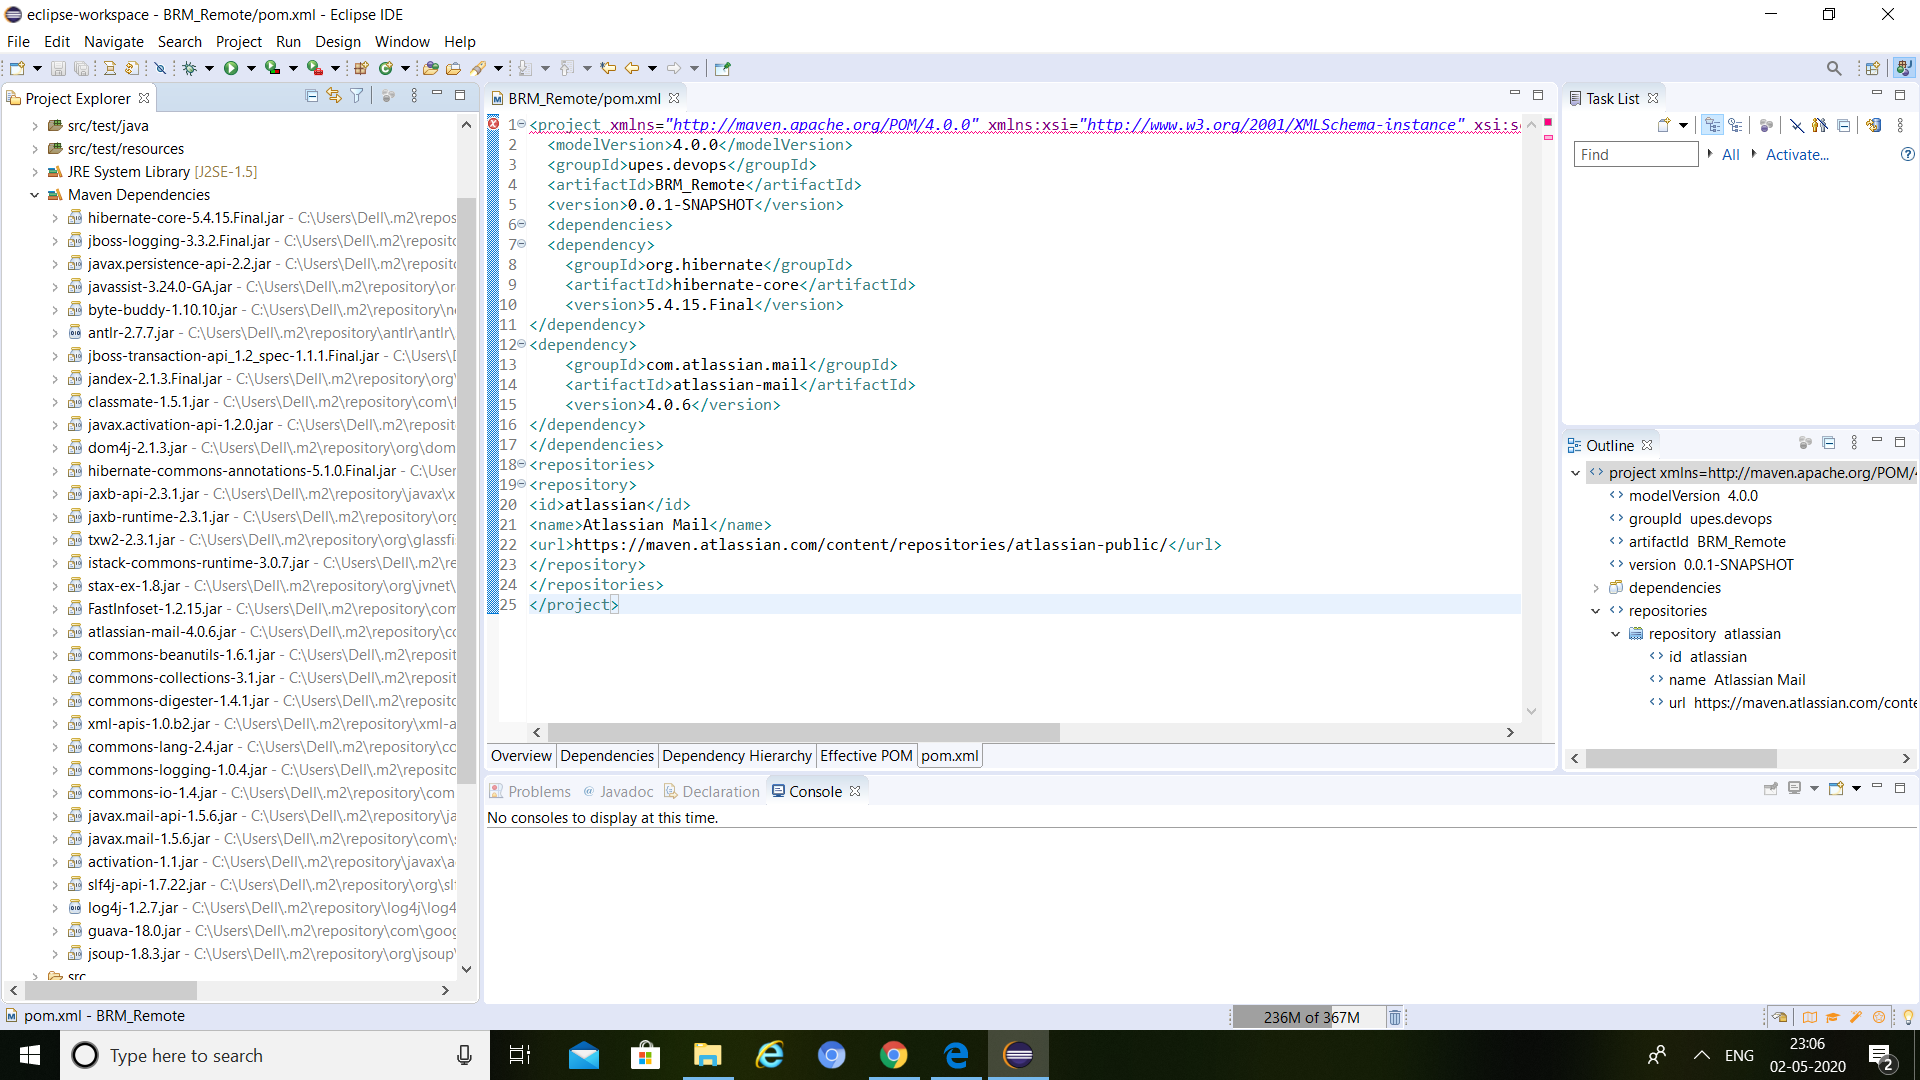 eclipse-workspace - BRM_Remote/pom.xml - Eclipse IDE
File Edit Navigate Search Project Run Design Window Help
Project Explorer
src/test/java
src/test/resources
JRE System Library [J2SE-1.5]
Maven Dependencies
hibernate-core-5.4.15.Final.jar - C:\Users\Dell\.m2\repos
jboss-logging-3.3.2.Final.jar - C:\Users\Dell\.m2\reposito
javax.persistence-api-2.2.jar - C:\Users\Dell\.m2\reposito
javassist-3.24.0-GA.jar - C:\Users\Dell\.m2\repository\or
byte-buddy-1.10.10.jar - C:\Users\Dell\.m2\repository\ne
antlr-2.7.7.jar - C:\Users\Dell\.m2\repository\antlr\antlr\
jboss-transaction-api_1.2_spec-1.1.1.Final.jar - C:\Users\D
jandex-2.1.3.Final.jar - C:\Users\Dell\.m2\repository\org\
classmate-1.5.1.jar - C:\Users\Dell\.m2\repository\com\f
javax.activation-api-1.2.0.jar - C:\Users\Dell\.m2\reposito
dom4j-2.1.3.jar - C:\Users\Dell\.m2\repository\org\dom
hibernate-commons-annotations-5.1.0.Final.jar - C:\User
jaxb-api-2.3.1.jar - C:\Users\Dell\.m2\repository\javax\x
jaxb-runtime-2.3.1.jar - C:\Users\Dell\.m2\repository\org
txw2-2.3.1.jar - C:\Users\Dell\.m2\repository\org\glassfi
istack-commons-runtime-3.0.7.jar - C:\Users\Dell\.m2\re
stax-ex-1.8.jar - C:\Users\Dell\.m2\repository\org\jvnet\
FastInfoset-1.2.15.jar - C:\Users\Dell\.m2\repository\com
atlassian-mail-4.0.6.jar - C:\Users\Dell\.m2\repository\co
commons-beanutils-1.6.1.jar - C:\Users\Dell\.m2\reposit
commons-collections-3.1.jar - C:\Users\Dell\.m2\reposit
commons-digester-1.4.1.jar - C:\Users\Dell\.m2\reposito
xml-apis-1.0.b2.jar - C:\Users\Dell\.m2\repository\xml-a
commons-lang-2.4.jar - C:\Users\Dell\.m2\repository\co
commons-logging-1.0.4.jar - C:\Users\Dell\.m2\repositor
commons-io-1.4.jar - C:\Users\Dell\.m2\repository\com
javax.mail-api-1.5.6.jar - C:\Users\Dell\.m2\repository\ja
javax.mail-1.5.6.jar - C:\Users\Dell\.m2\repository\com\s
activation-1.1.jar - C:\Users\Dell\.m2\repository\javax\a
slf4j-api-1.7.22.jar - C:\Users\Dell\.m2\repository\org\slf
log4j-1.2.7.jar - C:\Users\Dell\.m2\repository\log4j\log4
guava-18.0.jar - C:\Users\Dell\.m2\repository\com\goog
jsoup-1.8.3.jar - C:\Users\Dell\.m2\repository\org\jsoup\
src
BRM_Remote/pom.xml
1 <project xmlns="http://maven.apache.org/POM/4.0.0" xmlns:xsi="http://www.w3.org/2001/XMLSchema-instance" xsi:s
2 <modelVersion>4.0.0</modelVersion>
3 <groupId>upes.devops</groupId>
4 <artifactId>BRM_Remote</artifactId>
5 <version>0.0.1-SNAPSHOT</version>
6 <dependencies>
7 <dependency>
8 <groupId>org.hibernate</groupId>
9 <artifactId>hibernate-core</artifactId>
10 <version>5.4.15.Final</version>
11 </dependency>
12 <dependency>
13 <groupId>com.atlassian.mail</groupId>
14 <artifactId>atlassian-mail</artifactId>
15 <version>4.0.6</version>
16 </dependency>
17 </dependencies>
18 <repositories>
19 <repository>
20 <id>atlassian</id>
21 <name>Atlassian Mail</name>
22 <url>https://maven.atlassian.com/content/repositories/atlassian-public/</url>
23 </repository>
24 </repositories>
25 </project>
Overview Dependencies Dependency Hierarchy Effective POM pom.xml
Problems @ Javadoc Declaration Console
No consoles to display at this time.
Task List
Find All Activate...
Outline
project xmlns=http://maven.apache.org/POM/4
modelVersion 4.0.0
groupId upes.devops
artifactId BRM_Remote
version 0.0.1-SNAPSHOT
dependencies
repositories
repository atlassian
id atlassian
name Atlassian Mail
url https://maven.atlassian.com/conte
pom.xml - BRM_Remote
236M of 367M
Type here to search
ENG
23:06
02-05-2020
2